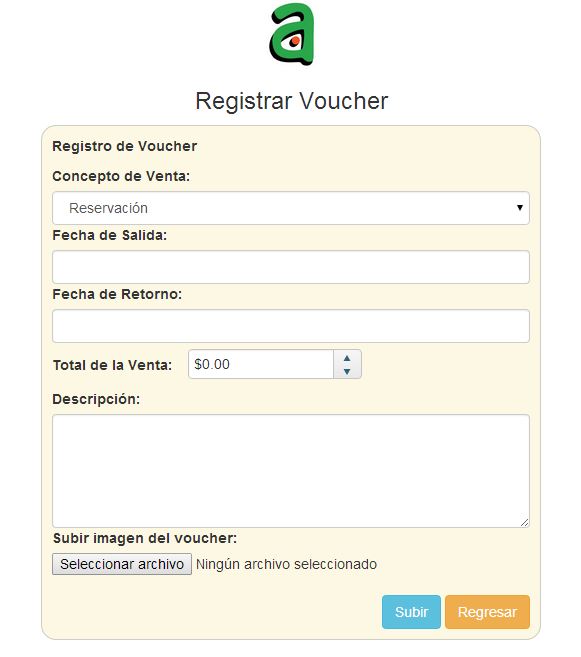 a
Registrar Voucher
Registro de Voucher
Concepto de Venta:
Reservación
Fecha de Salida:
Fecha de Retorno:
Total de la Venta: $0.00
Descripción:
Subir imagen del voucher:
Seleccionar archivo Ningún archivo seleccionado
Subir Regresar